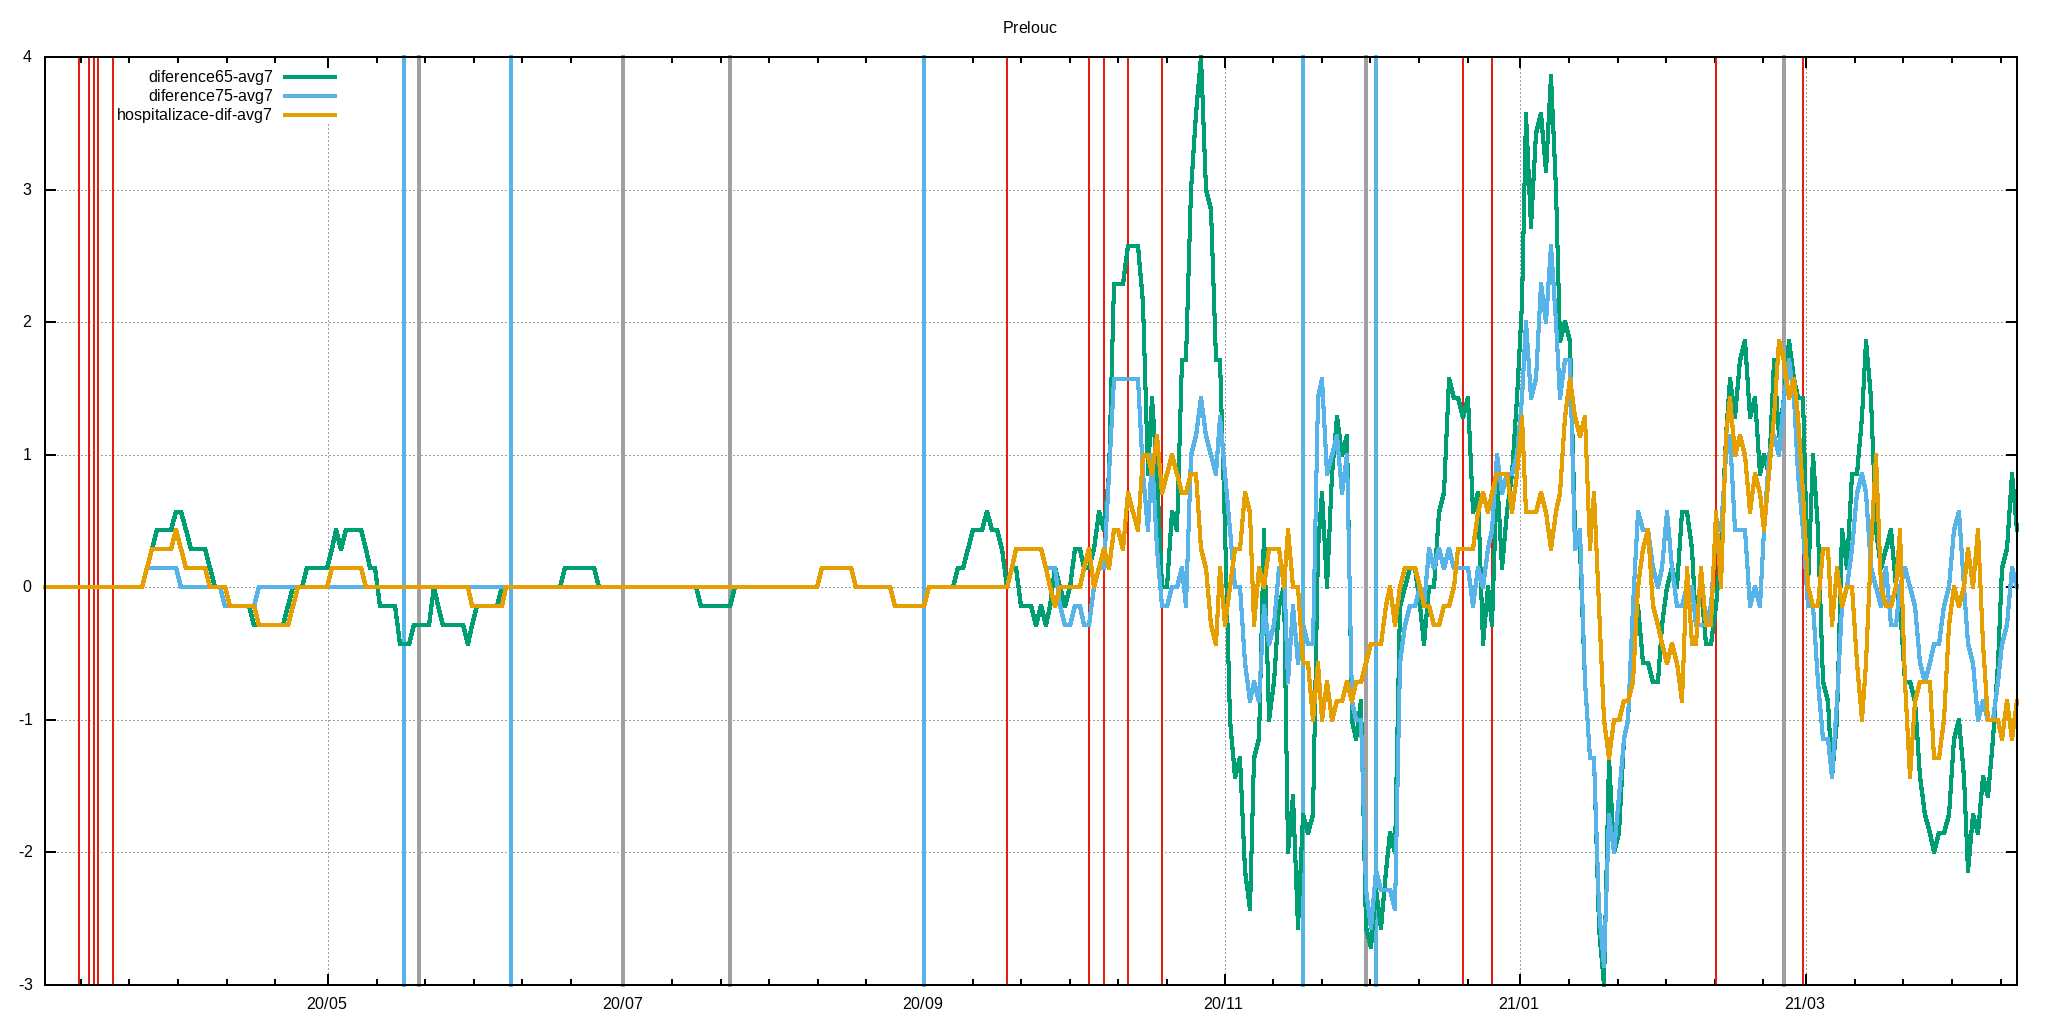 Prelouc
diference65-avg7
diference75-avg7
hospitalizace-dif-avg7
4
3
2
1
0
-1
-2
-3
20/05 20/07 20/09 20/11 21/01 21/03